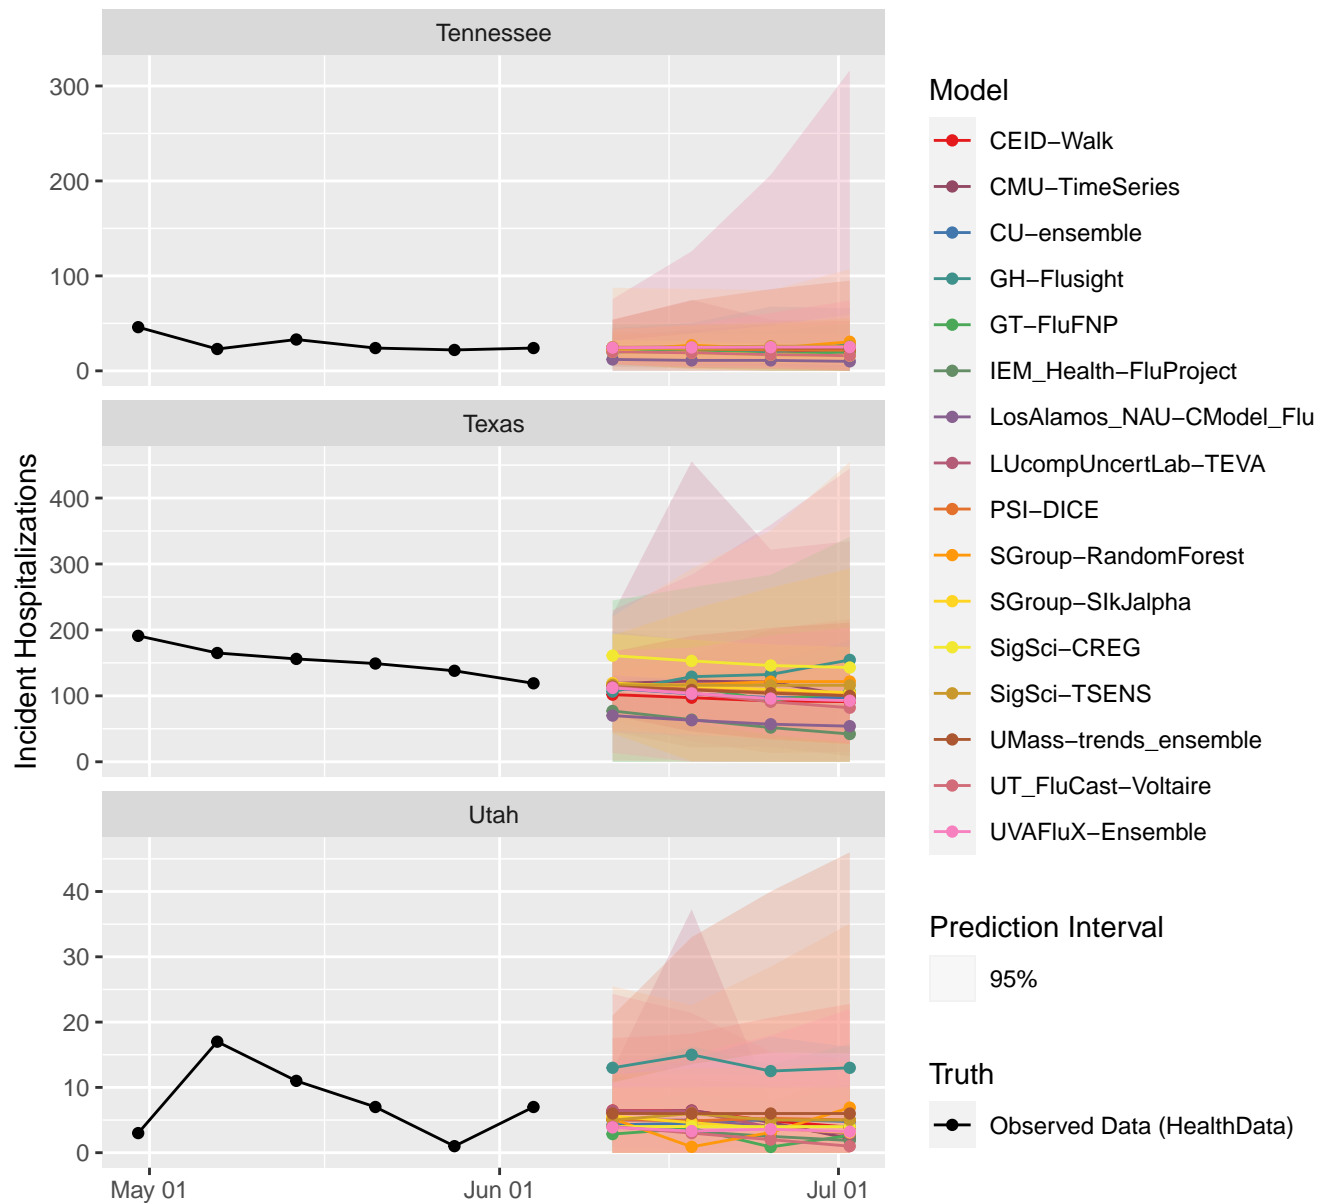 Tennessee
300
200
100
0
Texas
400
300
200
100
0
Utah
40
30
20
10
0
May 01
Jun 01
Jul 01
Incident Hospitalizations
Model
CEID−Walk
CMU−TimeSeries
CU−ensemble
GH−Flusight
GT−FluFNP
IEM_Health−FluProject
LosAlamos_NAU−CModel_Flu
LUcompUncertLab−TEVA
PSI−DICE
SGroup−RandomForest
SGroup−SIkJalpha
SigSci−CREG
SigSci−TSENS
UMass−trends_ensemble
UT_FluCast−Voltaire
UVAFluX−Ensemble
Prediction Interval
95%
Truth
Observed Data (HealthData)